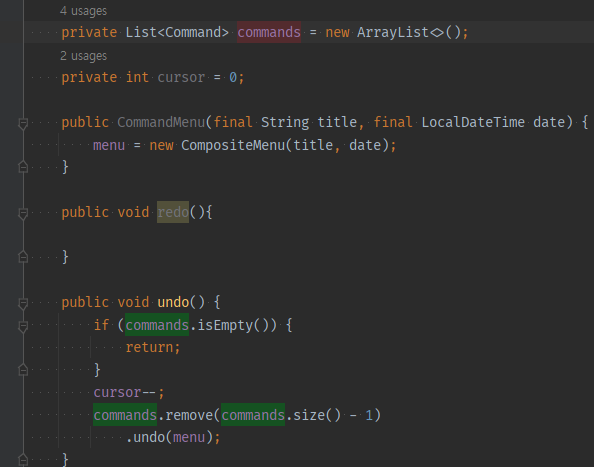 4 usages
private List<Command> commands = new ArrayList<>();
2 usages
private int cursor = 0;
public CommandMenu(final String title, final LocalDateTime date) {
menu = new CompositeMenu(title, date);
}
public void redo(){
}
public void undo() {
if (commands.isEmpty()) {
return;
}
cursor--;
commands.remove(commands.size() - 1)
.undo(menu);
}